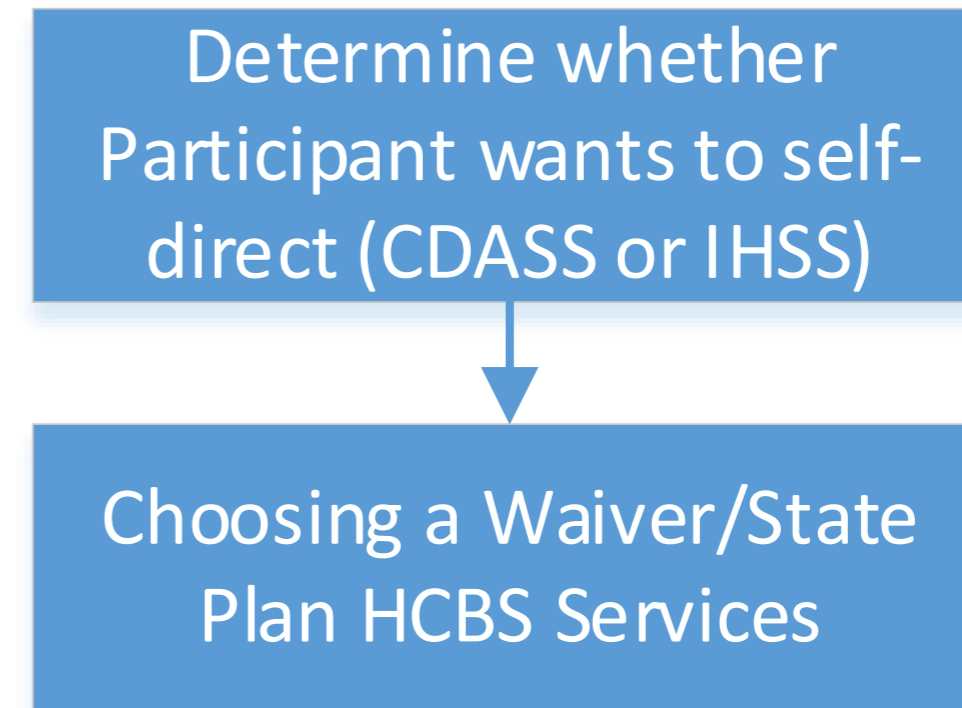 Determine whether
Participant wants to self-
direct (CDASS or IHSS)
Choosing a Waiver/State
Plan HCBS Services